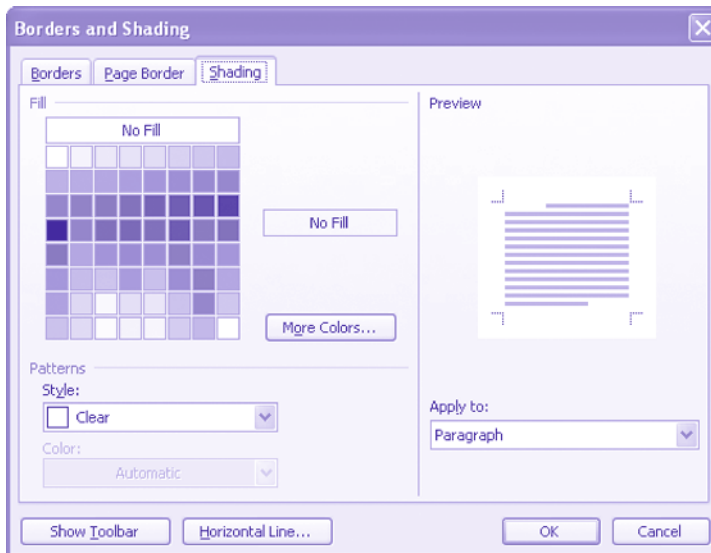 Borders and Shading
Borders Page Border Shading
Fill
No Fill
No Fill
More Colors...
Patterns
Style:
Clear
Color:
Automatic
Preview
Apply to:
Paragraph
Show Toolbar Horizontal Line... OK Cancel